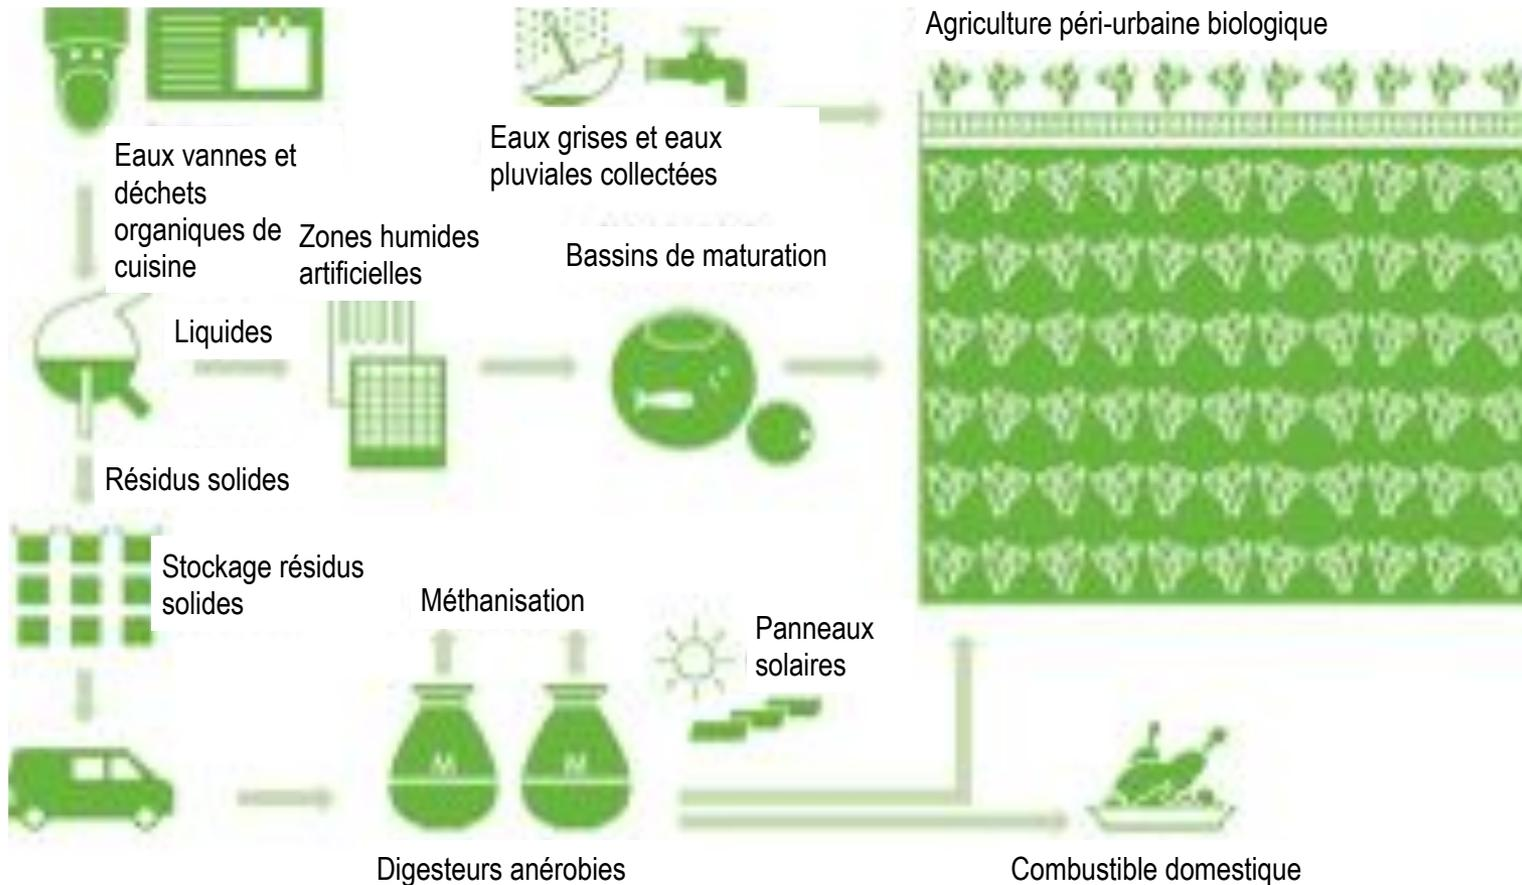 Agriculture péri-urbaine biologique
Eaux vannes et
déchets
organiques de
cuisine
Eaux grises et eaux
pluviales collectées
Zones humides
artificielles
Bassins de maturation
Liquides
Résidus solides
Stockage résidus
solides
Méthanisation
Panneaux
solaires
M
M
Digesteurs anérobies
Combustible domestique